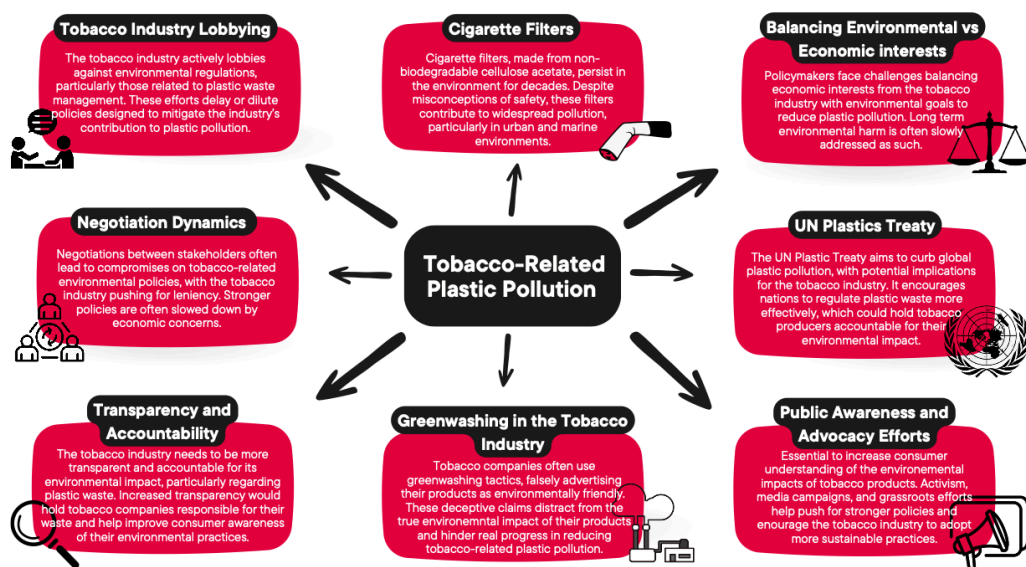 Tobacco Industry Lobbying
The tobacco industry actively lobbies
against environmental regulations,
particularly those related to plastic waste
management. These efforts delay or dilute
policies designed to mitigate the industry's
contribution to plastic pollution.
Cigarette Filters
Cigarette filters, made from non-
biodegradable cellulose acetate, persist in
the environment for decades. Despite
misconceptions of safety, these filters
contribute to widespread pollution,
particularly in urban and marine
environments.
Balancing Environmental vs
Economic interests
Policymakers face challenges balancing
economic interests from the tobacco
industry with environmental goals to
reduce plastic pollution. Long term
environmental harm is often slowly
addressed as such.
Negotiation Dynamics
Negotiations between stakeholders often
lead to compromises on tobacco-related
environmental policies, with the tobacco
industry pushing for leniency. Stronger
policies are often slowed down by
economic concerns.
Tobacco-Related
Plastic Pollution
UN Plastics Treaty
The UN Plastic Treaty aims to curb global
plastic pollution, with potential implications
for the tobacco industry. It encourages
nations to regulate plastic waste more
effectively, which could hold tobacco
producers accountable for their
environmental impact.
Transparency and
Accountability
The tobacco industry needs to be more
transparent and accountable for its
environmental impact, particularly regarding
plastic waste. Increased transparency would
hold tobacco companies responsible for their
waste and help improve consumer awareness
of their environmental practices.
Greenwashing in the Tobacco
Industry
Tobacco companies often use
greenwashing tactics, falsely advertising
their products as environmentally friendly.
These deceptive claims distract from the
true environemntal impact of their products
and hinder real progress in reducing
tobacco-related plastic pollution.
Public Awareness and
Advocacy Efforts
Essential to increase consumer
understanding of the environemental
impacts of tobacco products. Activism,
media campaigns, and grassroots efforts
help push for stronger policies and
enourage the tobacco industry to adopt
more sustainable practices.